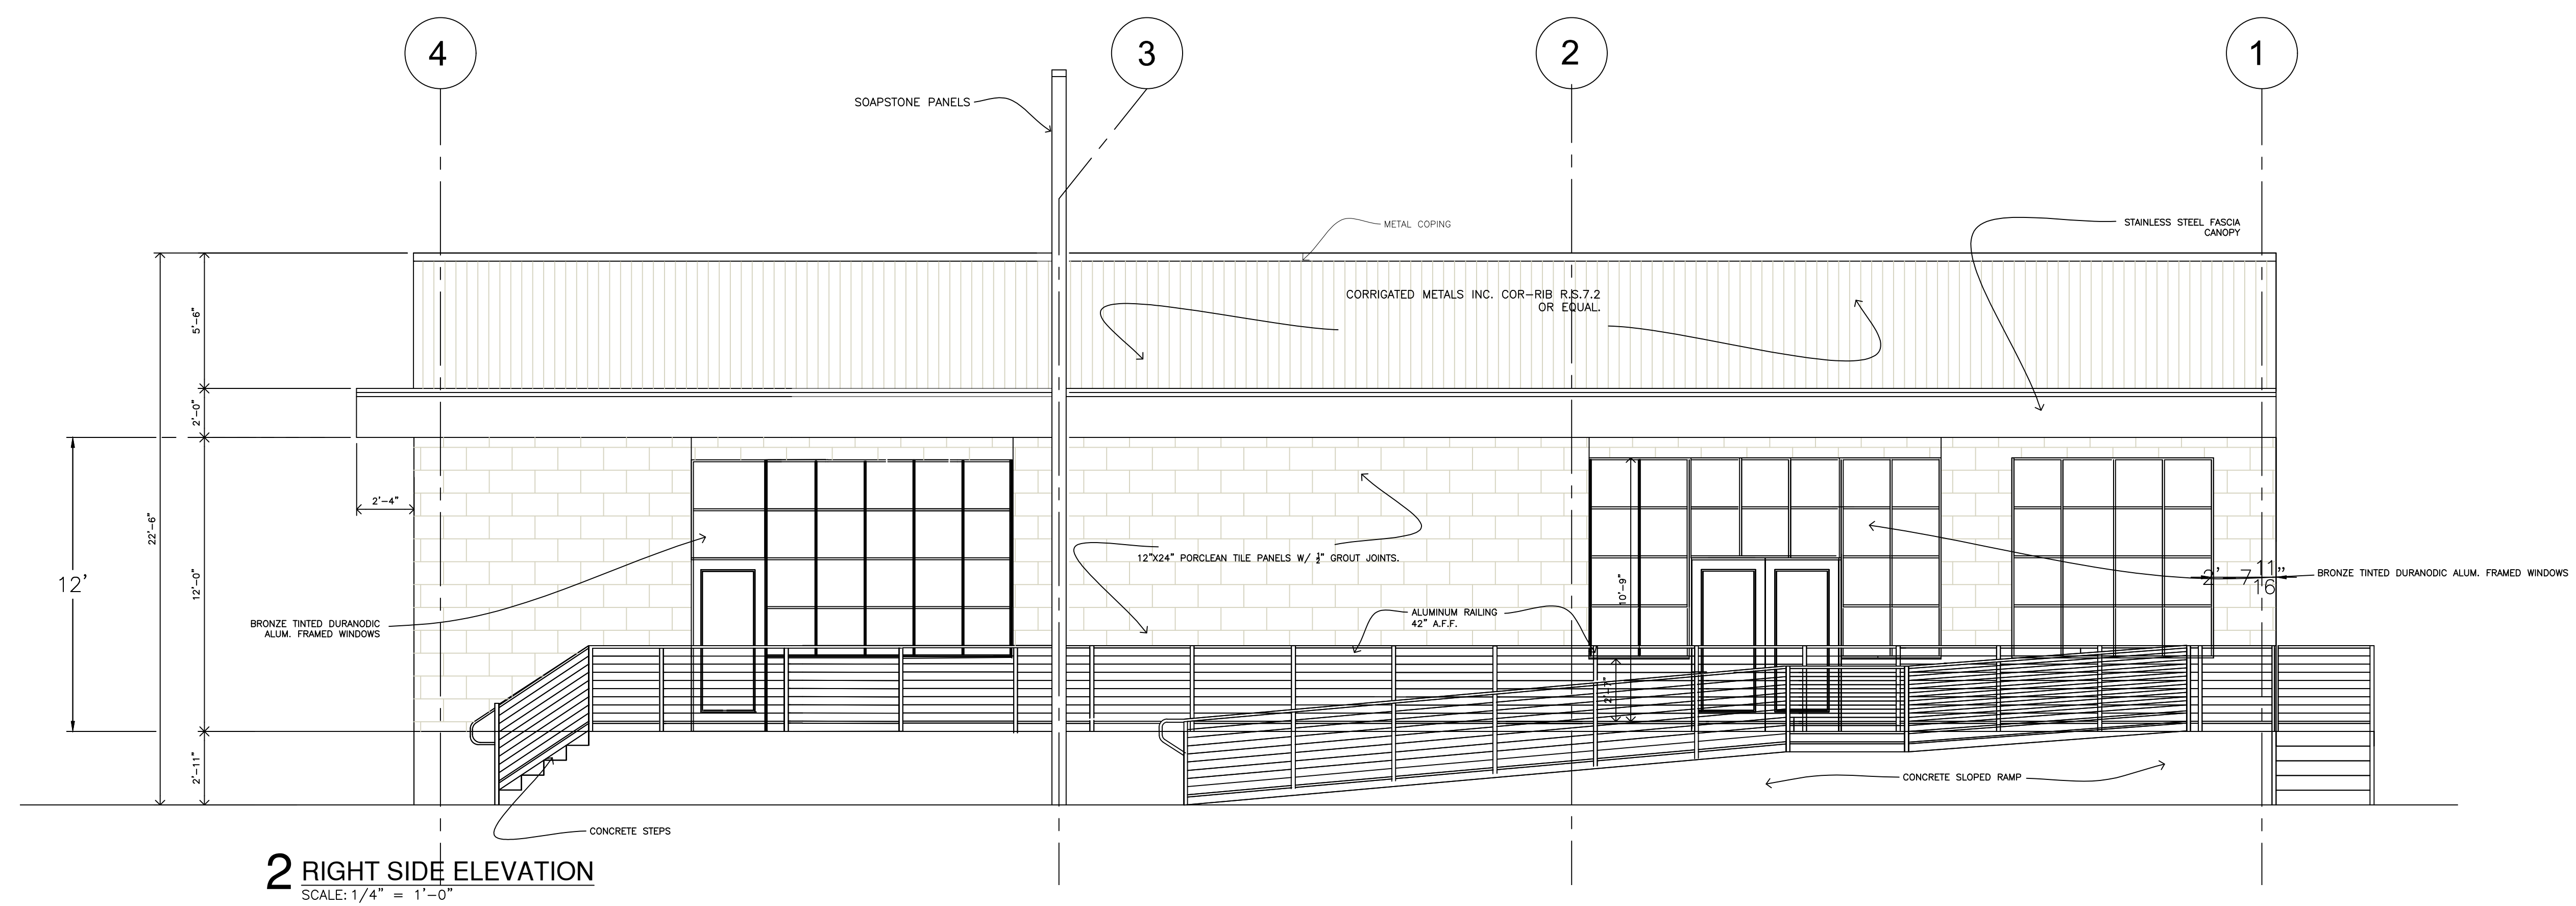 4
3
2
1
SOAPSTONE PANELS
METAL COPING
STAINLESS STEEL FASCIA
CANOPY
CORRIGATED METALS INC. COR-RIB R.S.7.2
OR EQUAL.
5'-6"
2'-0"
2'-4"
22'-6"
12'
12'-0"
12"X24" PORCLEAN TILE PANELS W/ ½" GROUT JOINTS.
10'-9"
2'-7 11/16"
BRONZE TINTED DURANODIC ALUM. FRAMED WINDOWS
BRONZE TINTED DURANODIC
ALUM. FRAMED WINDOWS
ALUMINUM RAILING
42" A.F.F.
2'-7"
2'-11"
CONCRETE SLOPED RAMP
CONCRETE STEPS
2 RIGHT SIDE ELEVATION
SCALE: 1/4" = 1'-0"